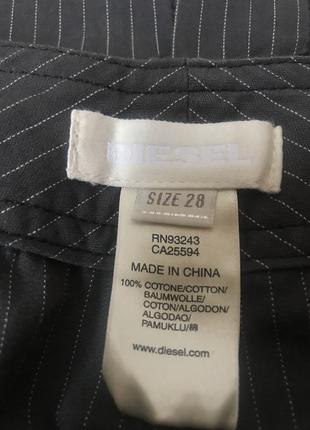 DIESEL
SIZE 28
RN93243
CA25594
MADE IN CHINA
100% COTONE/COTTON/
BAUMWOLLE/
COTON/ALGODON/
ALGODAO/
PAMUKLU/綿
www.diesel.com